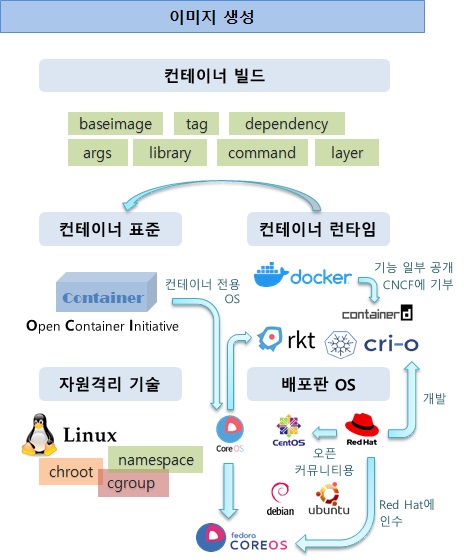 이미지 생성
컨테이너 빌드
baseimage tag dependency
args library command layer
컨테이너 표준
컨테이너 런타임
Container
Open Container Initiative
컨테이너 전용
OS
docker
기능 일부 공개
CNCF에 기부
containerd
rkt
cri-o
자원격리 기술
배포판 OS
개발
Linux
namespace
chroot
cgroup
Core OS
CentOS
Red Hat
오픈
커뮤니티용
debian
ubuntu
Red Hat에
인수
fedora
COREOS